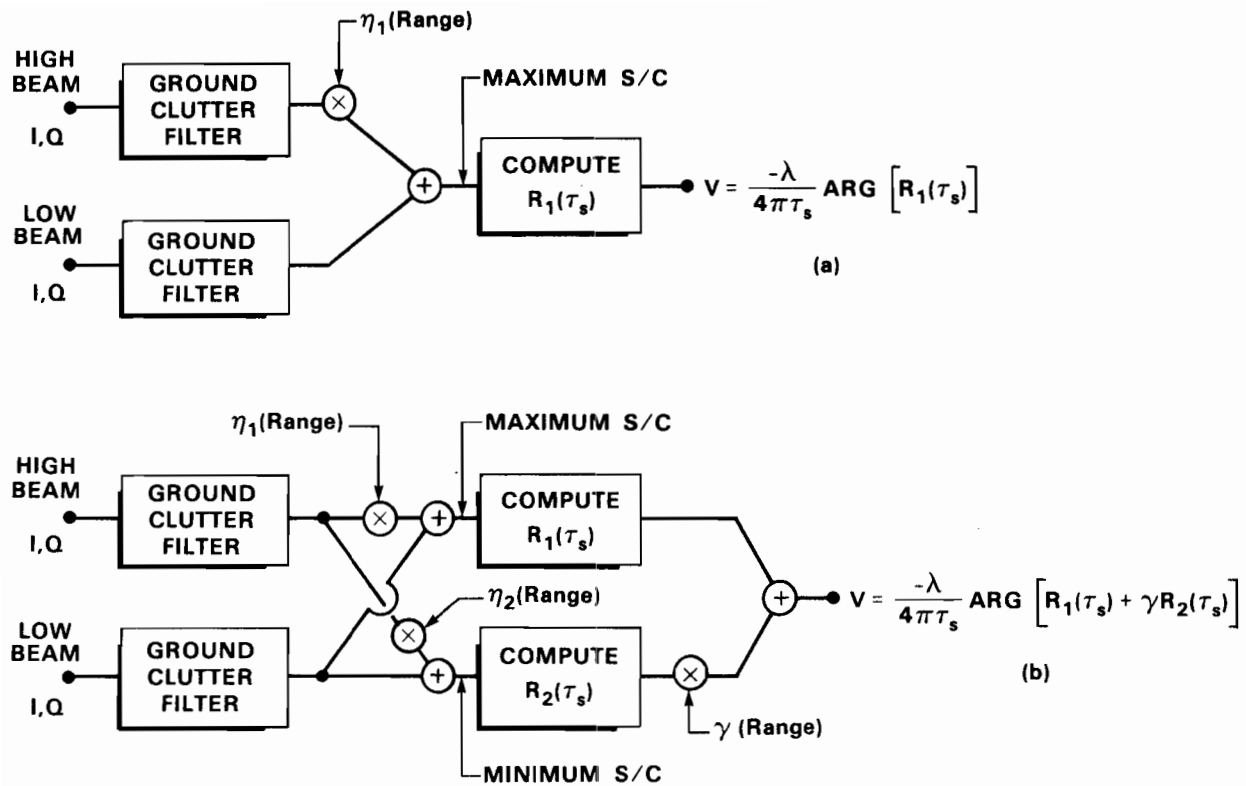 η₁(Range)
HIGH
BEAM
I,Q
GROUND
CLUTTER
FILTER
×
MAXIMUM S/C
+
COMPUTE
R₁(τₛ)
V = -λ/4πτₛ ARG [R₁(τₛ)]
LOW
BEAM
I,Q
GROUND
CLUTTER
FILTER
(a)
η₁(Range)
MAXIMUM S/C
HIGH
BEAM
I,Q
GROUND
CLUTTER
FILTER
×
+
COMPUTE
R₁(τₛ)
η₂(Range)
×
+
V = -λ/4πτₛ ARG [R₁(τₛ) + γR₂(τₛ)]
LOW
BEAM
I,Q
GROUND
CLUTTER
FILTER
+
COMPUTE
R₂(τₛ)
×
(b)
γ (Range)
MINIMUM S/C